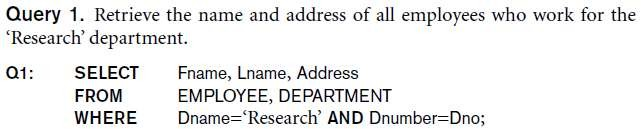 Query 1. Retrieve the name and address of all employees who work for the
‘Research’ department.
Q1: SELECT Fname, Lname, Address
FROM EMPLOYEE, DEPARTMENT
WHERE Dname=‘Research’ AND Dnumber=Dno;